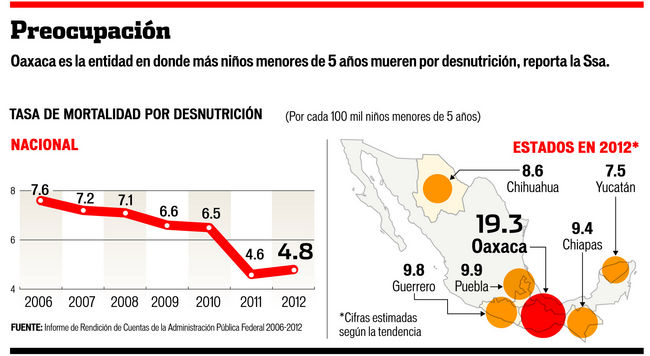 Preocupación
Oaxaca es la entidad en donde más niños menores de 5 años mueren por desnutrición, reporta la Ssa.
TASA DE MORTALIDAD POR DESNUTRICIÓN (Por cada 100 mil niños menores de 5 años)
NACIONAL
8
6
4
7.6
7.2
7.1
6.6
6.5
4.6
4.8
2006 2007 2008 2009 2010 2011 2012
FUENTE: Informe de Rendición de Cuentas de la Administración Pública Federal 2006-2012
ESTADOS EN 2012*
8.6
Chihuahua
7.5
Yucatán
19.3
Oaxaca
9.4
Chiapas
9.8
Guerrero
9.9
Puebla
*Cifras estimadas
según la tendencia